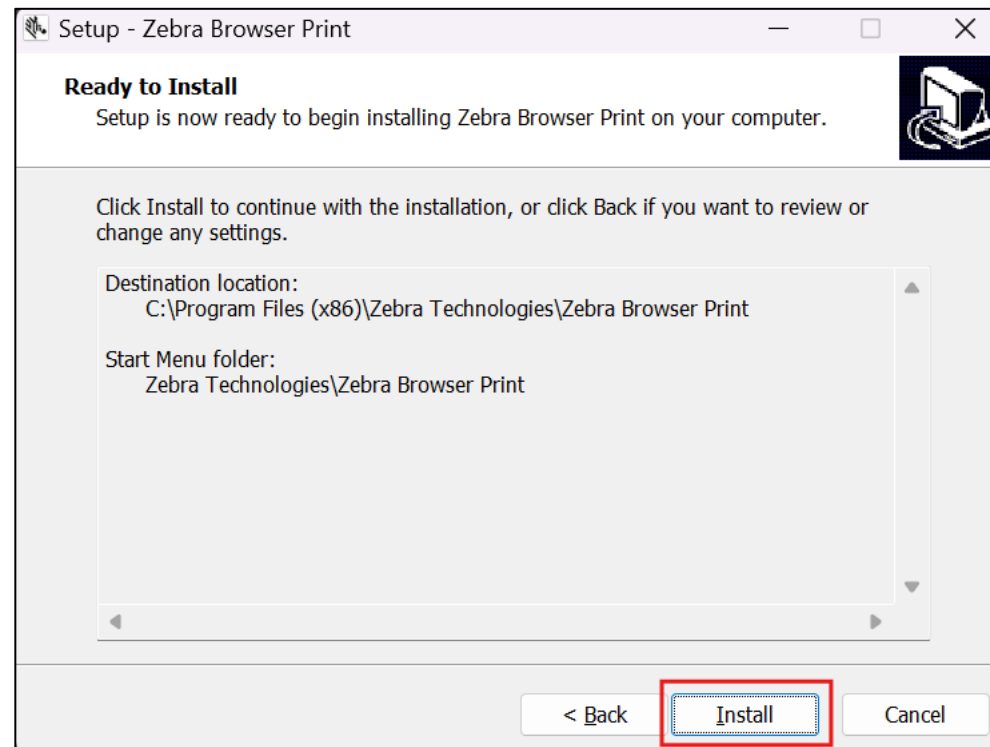 Setup - Zebra Browser Print
Ready to Install
Setup is now ready to begin installing Zebra Browser Print on your computer.
Click Install to continue with the installation, or click Back if you want to review or
change any settings.
Destination location:
C:\Program Files (x86)\Zebra Technologies\Zebra Browser Print
Start Menu folder:
Zebra Technologies\Zebra Browser Print
< Back
Install
Cancel